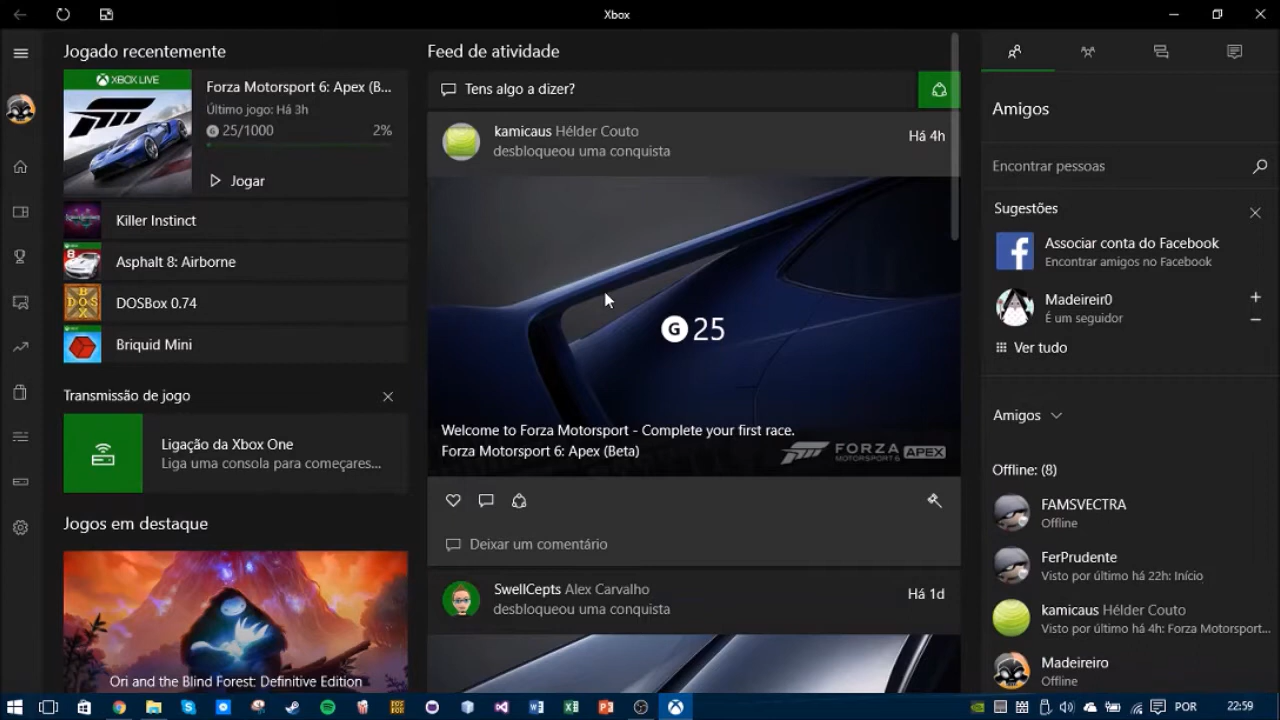 Xbox
Jogado recentemente
XBOX LIVE
Forza Motorsport 6: Apex (B...
Último jogo: Há 3h
G 25/1000
2%
Jogar
Killer Instinct
Asphalt 8: Airborne
DOSBox 0.74
Briquid Mini
Transmissão de jogo
Ligação da Xbox One
Liga uma consola para começares...
Jogos em destaque
Ori and the Blind Forest: Definitive Edition
Feed de atividade
Tens algo a dizer?
kamicaus Hélder Couto
desbloqueou uma conquista
Há 4h
G 25
Welcome to Forza Motorsport - Complete your first race.
Forza Motorsport 6: Apex (Beta)
FORZA
MOTORSPORT 6 APEX
Deixar um comentário
SwellCepts Alex Carvalho
desbloqueou uma conquista
Há 1d
Amigos
Encontrar pessoas
Sugestões
Associar conta do Facebook
Encontrar amigos no Facebook
Madeireir0
É um seguidor
Ver tudo
Amigos
Offline: (8)
FAMSVECTRA
Offline
FerPrudente
Visto por último há 22h: Início
kamicaus Hélder Couto
Visto por último há 4h: Forza Motorsport...
Madeireiro
Offline
POR
22:59